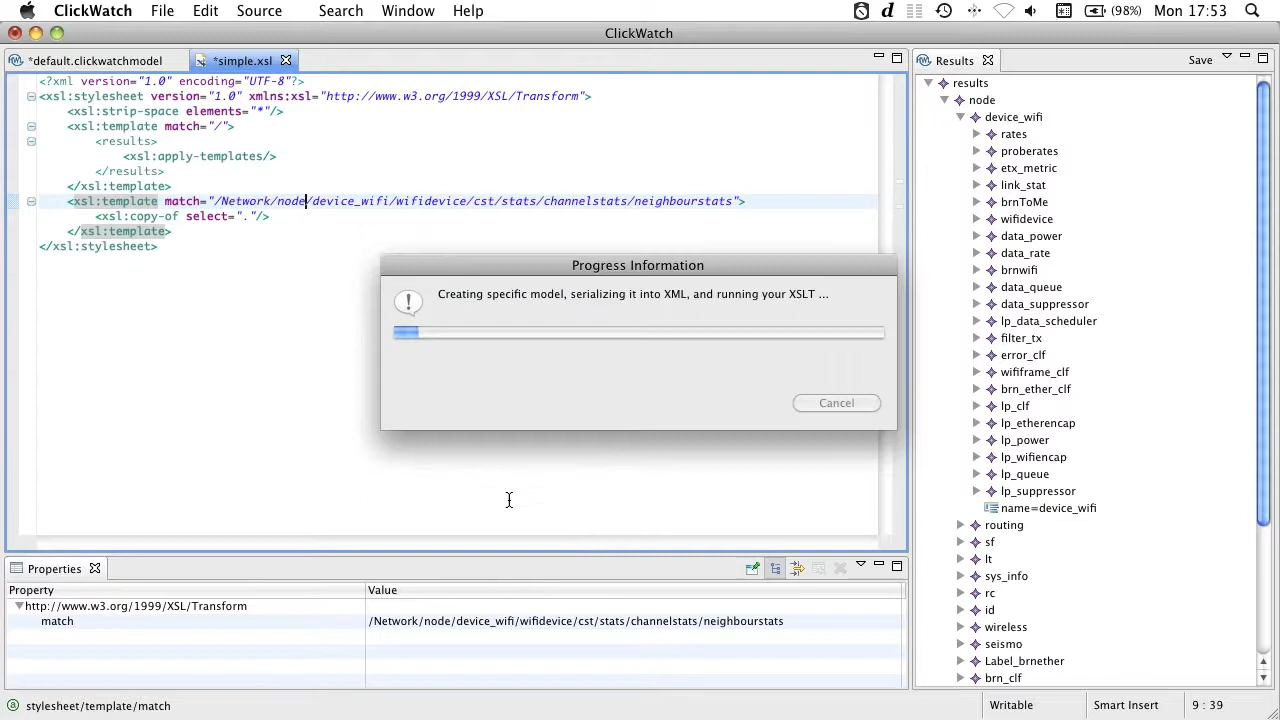 ClickWatch File Edit Source Search Window Help (98%) Mon 17:53
ClickWatch
*default.clickwatchmodel *simple.xsl
<?xml version="1.0" encoding="UTF-8"?>
<xsl:stylesheet version="1.0" xmlns:xsl="http://www.w3.org/1999/XSL/Transform">
<xsl:strip-space elements="*"/>
<xsl:template match="/">
<results>
<xsl:apply-templates/>
</results>
</xsl:template>
<xsl:template match="/Network/node/device_wifi/wifidevice/cst/stats/channelstats/neighbourstats">
<xsl:copy-of select="."/>
</xsl:template>
</xsl:stylesheet>
Progress Information
Creating specific model, serializing it into XML, and running your XSLT ...
Cancel
Properties
Property Value
http://www.w3.org/1999/XSL/Transform
match /Network/node/device_wifi/wifidevice/cst/stats/channelstats/neighbourstats
Results Save
results
node
device_wifi
rates
proberates
etx_metric
link_stat
brnToMe
wifidevice
data_power
data_rate
brnwifi
data_queue
data_suppressor
lp_data_scheduler
filter_tx
error_clf
wififrame_clf
brn_ether_clf
lp_clf
lp_etherencap
lp_power
lp_wifiencap
lp_queue
lp_suppressor
name=device_wifi
routing
sf
lt
sys_info
rc
id
wireless
seismo
Label_brnether
brn_clf
stylesheet/template/match Writable Smart Insert 9 : 39